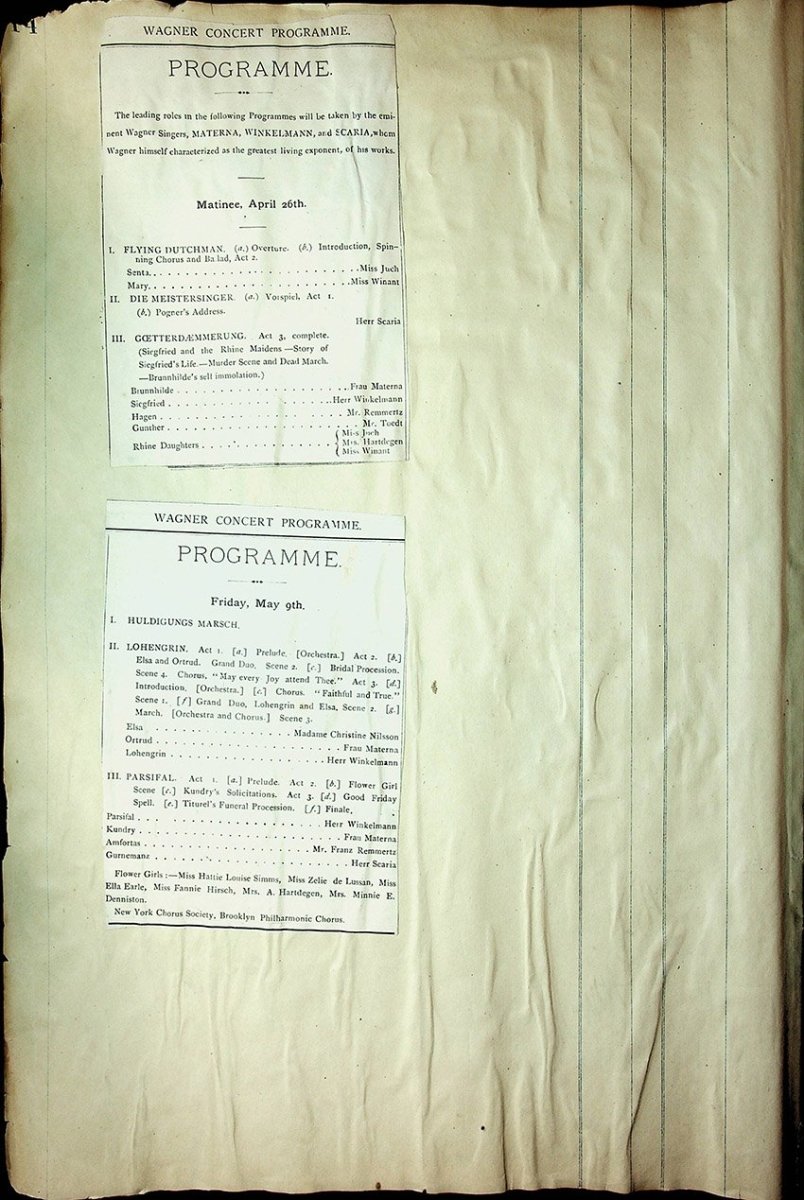 14
WAGNER CONCERT PROGRAMME.
PROGRAMME.
The leading roles in the following Programmes will be taken by the emi-
nent Wagner Singers, MATERNA, WINKELMANN, and SCARIA, whom
Wagner himself characterized as the greatest living exponent, of his works.
Matinee, April 26th.
I. FLYING DUTCHMAN. (a.) Overture. (b.) Introduction, Spin-
ning Chorus and Ballad, Act 2.
Senta. . . . . . . . . . . . . . . . . . . . . . . . Miss Juch
Mary. . . . . . . . . . . . . . . . . . . . . . . . Miss Winant
II. DIE MEISTERSINGER. (a.) Vorspiel, Act 1.
(b.) Pogner's Address.
Herr Scaria
III. GŒTTERDÆMMERUNG. Act 3, complete.
(Siegfried and the Rhine Maidens—Story of
Siegfried's Life.—Murder Scene and Dead March.
—Brunnhilde's self immolation.)
Brunnhilde . . . . . . . . . . . . . . . . . . . . Frau Materna
Siegfried . . . . . . . . . . . . . . . . . . . . Herr Winkelmann
Hagen . . . . . . . . . . . . . . . . . . . . Mr. Remmertz
Gunther . . . . . . . . . . . . . . . . . . . . Mr. Toedt
Rhine Daughters . . . . . . . . . . . . { Miss Juch
Mrs. Hartdegen
Miss Winant
WAGNER CONCERT PROGRAMME.
PROGRAMME.
Friday, May 9th.
I. HULDIGUNGS MARSCH.
II. LOHENGRIN. Act 1. [a.] Prelude. [Orchestra.] Act 2. [b.]
Elsa and Ortrud. Grand Duo, Scene 2. [c.] Bridal Procession.
Scene 4. Chorus, "May every Joy attend Thee." Act 3. [d.]
Introduction. [Orchestra.] [e.] Chorus. "Faithful and True."
Scene 1. [f] Grand Duo, Lohengrin and Elsa, Scene 2. [g.]
March. [Orchestra and Chorus.] Scene 3.
Elsa . . . . . . . . . . . . . . . . Madame Christine Nilsson
Ortrud . . . . . . . . . . . . . . . . . . . . Frau Materna
Lohengrin . . . . . . . . . . . . . . . . . . Herr Winkelmann
III. PARSIFAL. Act 1. [a.] Prelude. Act 2. [b.] Flower Girl
Scene [c.] Kundry's Solicitations. Act 3. [d.] Good Friday
Spell. [e.] Titurel's Funeral Procession. [f.] Finale.
Parsifal . . . . . . . . . . . . . . . . . . Herr Winkelmann
Kundry . . . . . . . . . . . . . . . . . . . . Frau Materna
Amfortas . . . . . . . . . . . . . . . . . . Mr. Franz Remmertz
Gurnemanz . . . . . . . . . . . . . . . . . . . . Herr Scaria
Flower Girls:—Miss Hattie Louise Simms, Miss Zelie de Lussan, Miss
Ella Earle, Miss Fannie Hirsch, Mrs. A. Hartdegen, Mrs. Minnie E.
Denniston.
New York Chorus Society, Brooklyn Philharmonic Chorus.